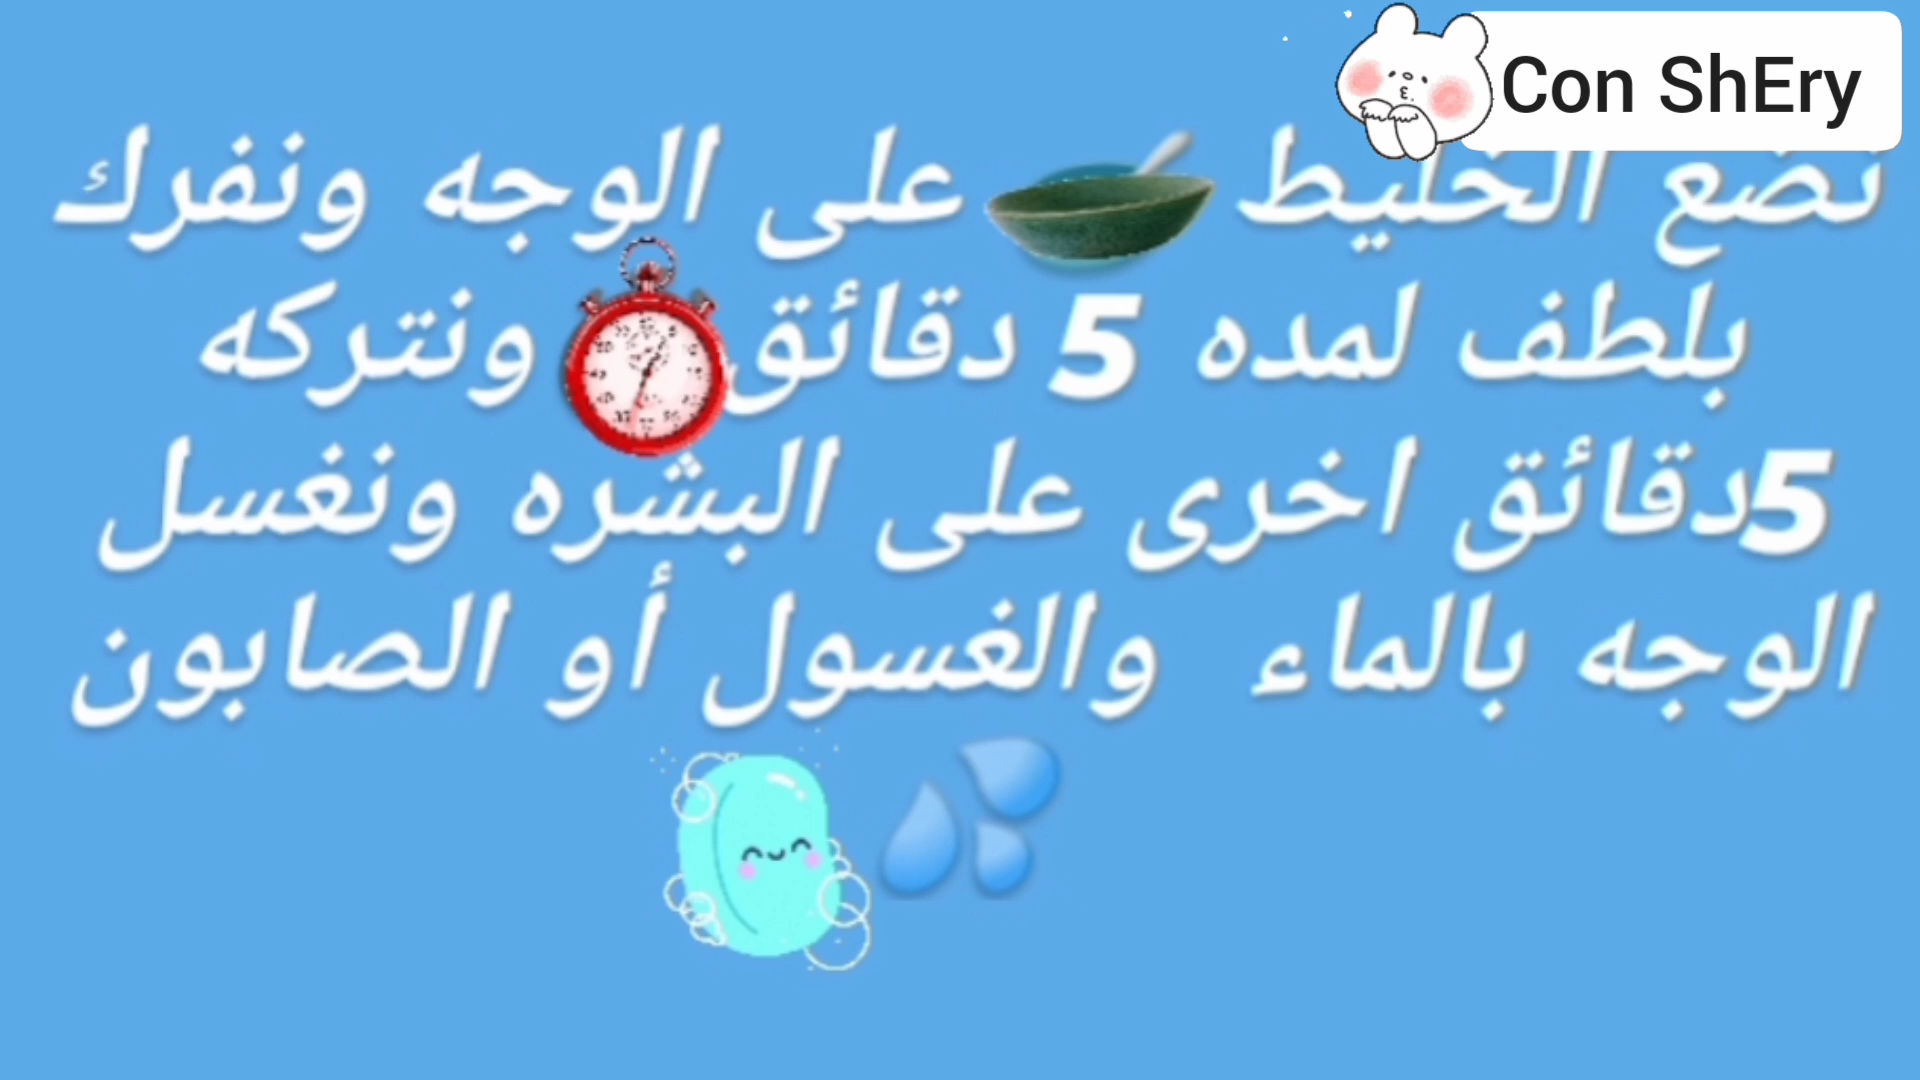 Con ShEry
نضع الخليط على الوجه ونفرك
بلطف لمده 5 دقائق ونتركه
5دقائق اخرى على البشره ونغسل
الوجه بالماء والغسول أو الصابون